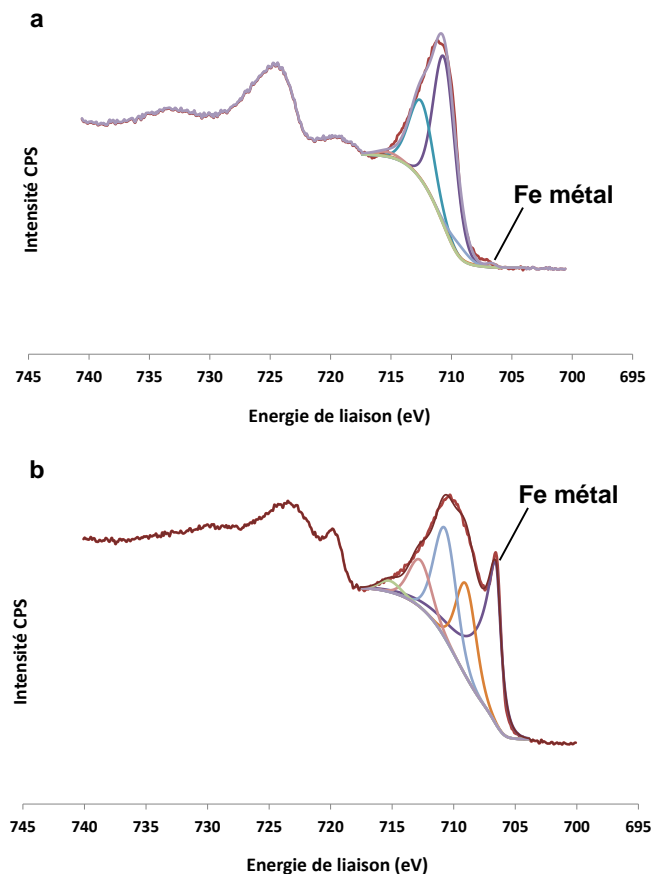 a
Intensité CPS
Fe métal
745 740 735 730 725 720 715 710 705 700 695
Energie de liaison (eV)
b
Fe métal
Intensité CPS
745 740 735 730 725 720 715 710 705 700 695
Energie de liaison (eV)